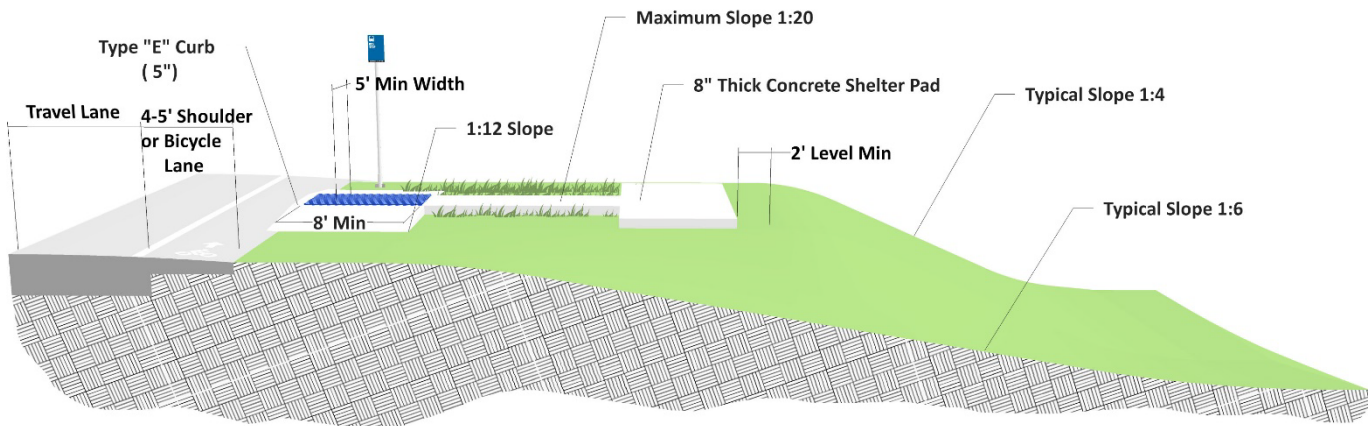 Maximum Slope 1:20
Type "E" Curb
( 5")
5' Min Width
8" Thick Concrete Shelter Pad
Typical Slope 1:4
Travel Lane
4-5' Shoulder
or Bicycle
Lane
1:12 Slope
2' Level Min
8' Min
Typical Slope 1:6